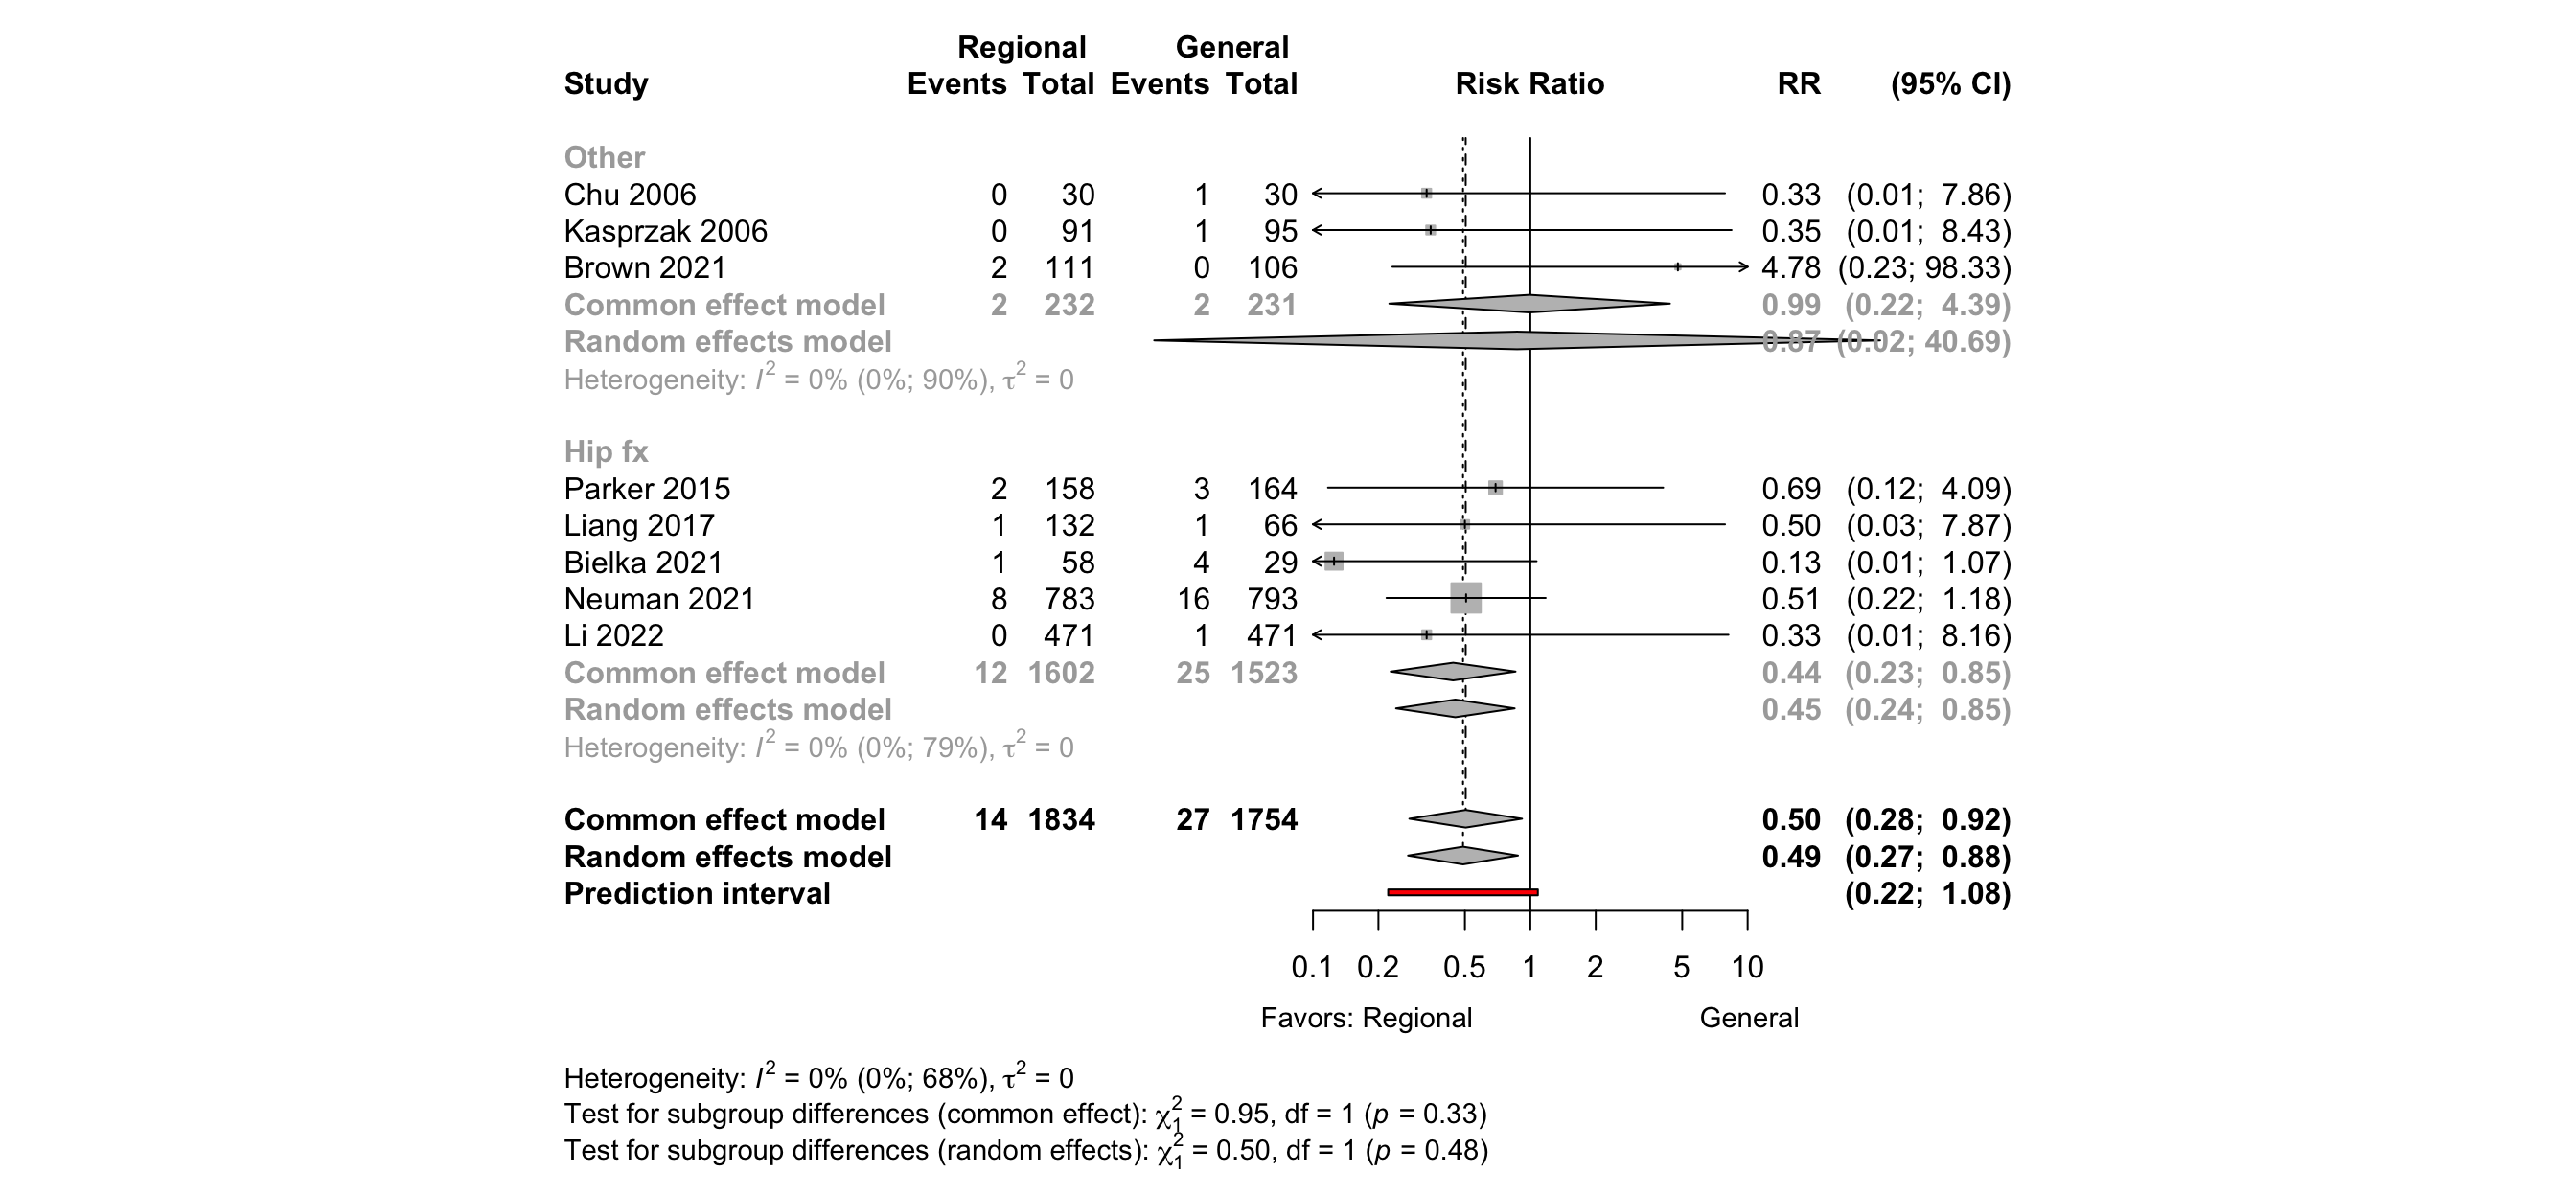 Regional General
Study Events Total Events Total Risk Ratio RR (95% CI)
Other
Chu 2006 0 30 1 30 0.33 (0.01; 7.86)
Kasprzak 2006 0 91 1 95 0.35 (0.01; 8.43)
Brown 2021 2 111 0 106 4.78 (0.23; 98.33)
Common effect model 2 232 2 231 0.99 (0.22; 4.39)
Random effects model 0.87 (0.02; 40.69)
Heterogeneity: I² = 0% (0%; 90%), τ² = 0
Hip fx
Parker 2015 2 158 3 164 0.69 (0.12; 4.09)
Liang 2017 1 132 1 66 0.50 (0.03; 7.87)
Bielka 2021 1 58 4 29 0.13 (0.01; 1.07)
Neuman 2021 8 783 16 793 0.51 (0.22; 1.18)
Li 2022 0 471 1 471 0.33 (0.01; 8.16)
Common effect model 12 1602 25 1523 0.44 (0.23; 0.85)
Random effects model 0.45 (0.24; 0.85)
Heterogeneity: I² = 0% (0%; 79%), τ² = 0
Common effect model 14 1834 27 1754 0.50 (0.28; 0.92)
Random effects model 0.49 (0.27; 0.88)
Prediction interval (0.22; 1.08)
0.1 0.2 0.5 1 2 5 10
Favors: Regional General
Heterogeneity: I² = 0% (0%; 68%), τ² = 0
Test for subgroup differences (common effect): χ₁² = 0.95, df = 1 (p = 0.33)
Test for subgroup differences (random effects): χ₁² = 0.50, df = 1 (p = 0.48)